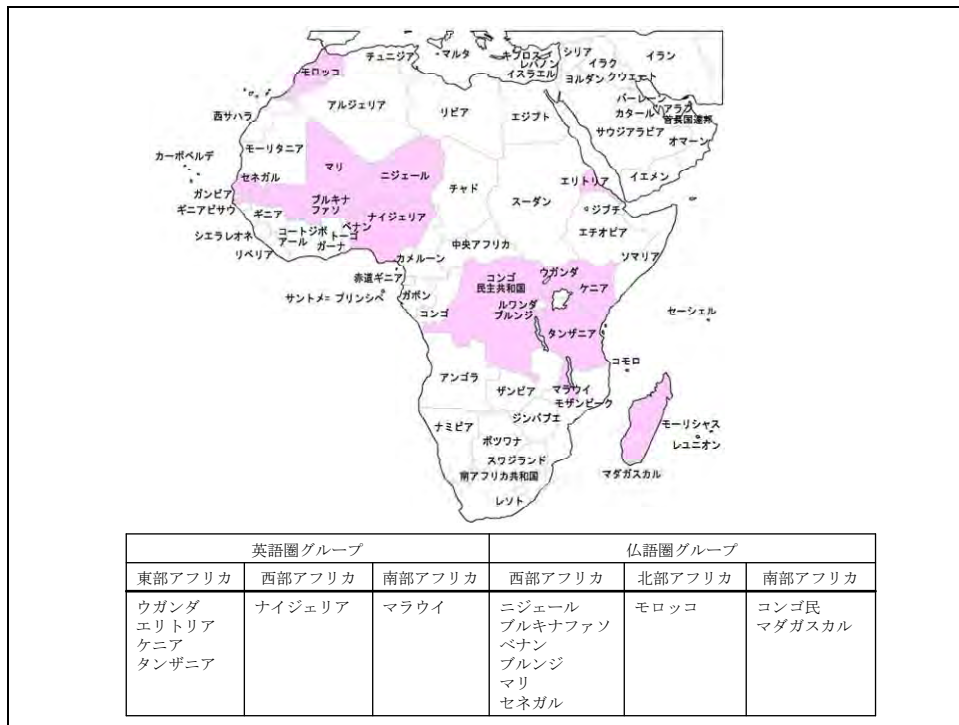 チュニジア
マルタ
キプロス
シリア
イラン
レバノン
イラク
モロッコ
イスラエル
ヨルダン
クウェート
アルジェリア
リビア
エジプト
バーレーン
カタール
アラブ
首長国連邦
西サハラ
サウジアラビア
オマーン
モーリタニア
カーボベルデ
マリ
セネガル
ニジェール
チャド
スーダン
エリトリア
イエメン
ガンビア
ブルキナ
ファソ
ギニアビサウ
ギニア
ナイジェリア
ジブチ
コートジボ
アール
ベナン
トーゴ
ガーナ
シエラレオネ
エチオピア
リベリア
中央アフリカ
ソマリア
カメルーン
赤道ギニア
コンゴ
民主共和国
ウガンダ
ケニア
サントメ= プリンシペ
ガボン
コンゴ
ルワンダ
ブルンジ
セーシェル
タンザニア
コモロ
アンゴラ
ザンビア
マラウイ
モザンビーク
ジンバブエ
ナミビア
モーリシャス
ボツワナ
レユニオン
スワジランド
マダガスカル
南アフリカ共和国
レソト
英語圏グループ 仏語圏グループ
東部アフリカ 西部アフリカ 南部アフリカ 西部アフリカ 北部アフリカ 南部アフリカ
ウガンダ ナイジェリア マラウイ ニジェール モロッコ コンゴ民
エリトリア ブルキナファソ マダガスカル
ケニア ベナン
タンザニア ブルンジ
マリ
セネガル